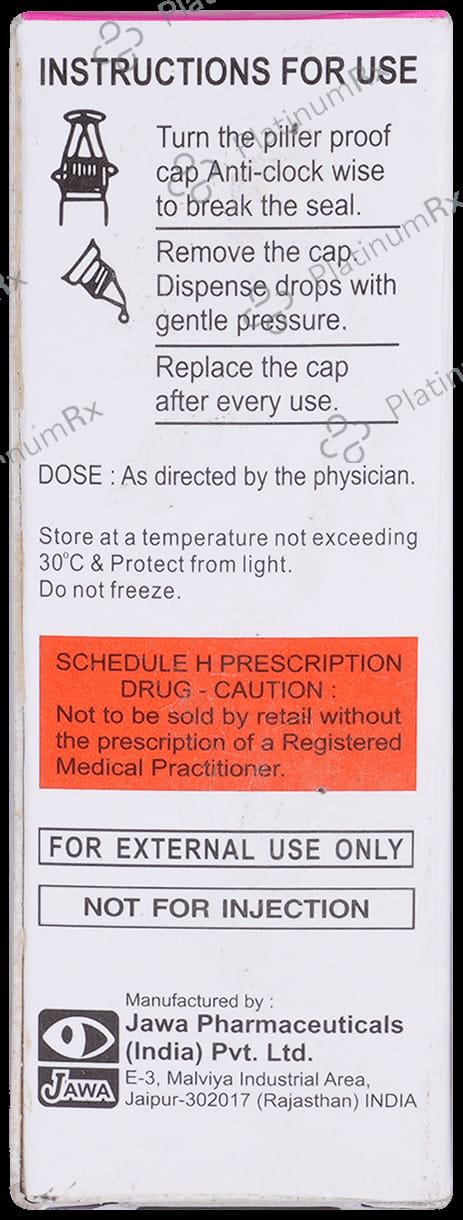 INSTRUCTIONS FOR USE
Turn the pilfer proof
cap Anti-clock wise
to break the seal.
Remove the cap.
Dispense drops with
gentle pressure.
Replace the cap
after every use.
DOSE : As directed by the physician.
Store at a temperature not exceeding
30°C & Protect from light.
Do not freeze.
SCHEDULE H PRESCRIPTION
DRUG - CAUTION :
Not to be sold by retail without
the prescription of a Registered
Medical Practitioner.
FOR EXTERNAL USE ONLY
NOT FOR INJECTION
Manufactured by :
Jawa Pharmaceuticals
(India) Pvt. Ltd.
JAWA
E-3, Malviya Industrial Area,
Jaipur-302017 (Rajasthan) INDIA
PlatinumRx
PlatinumRx